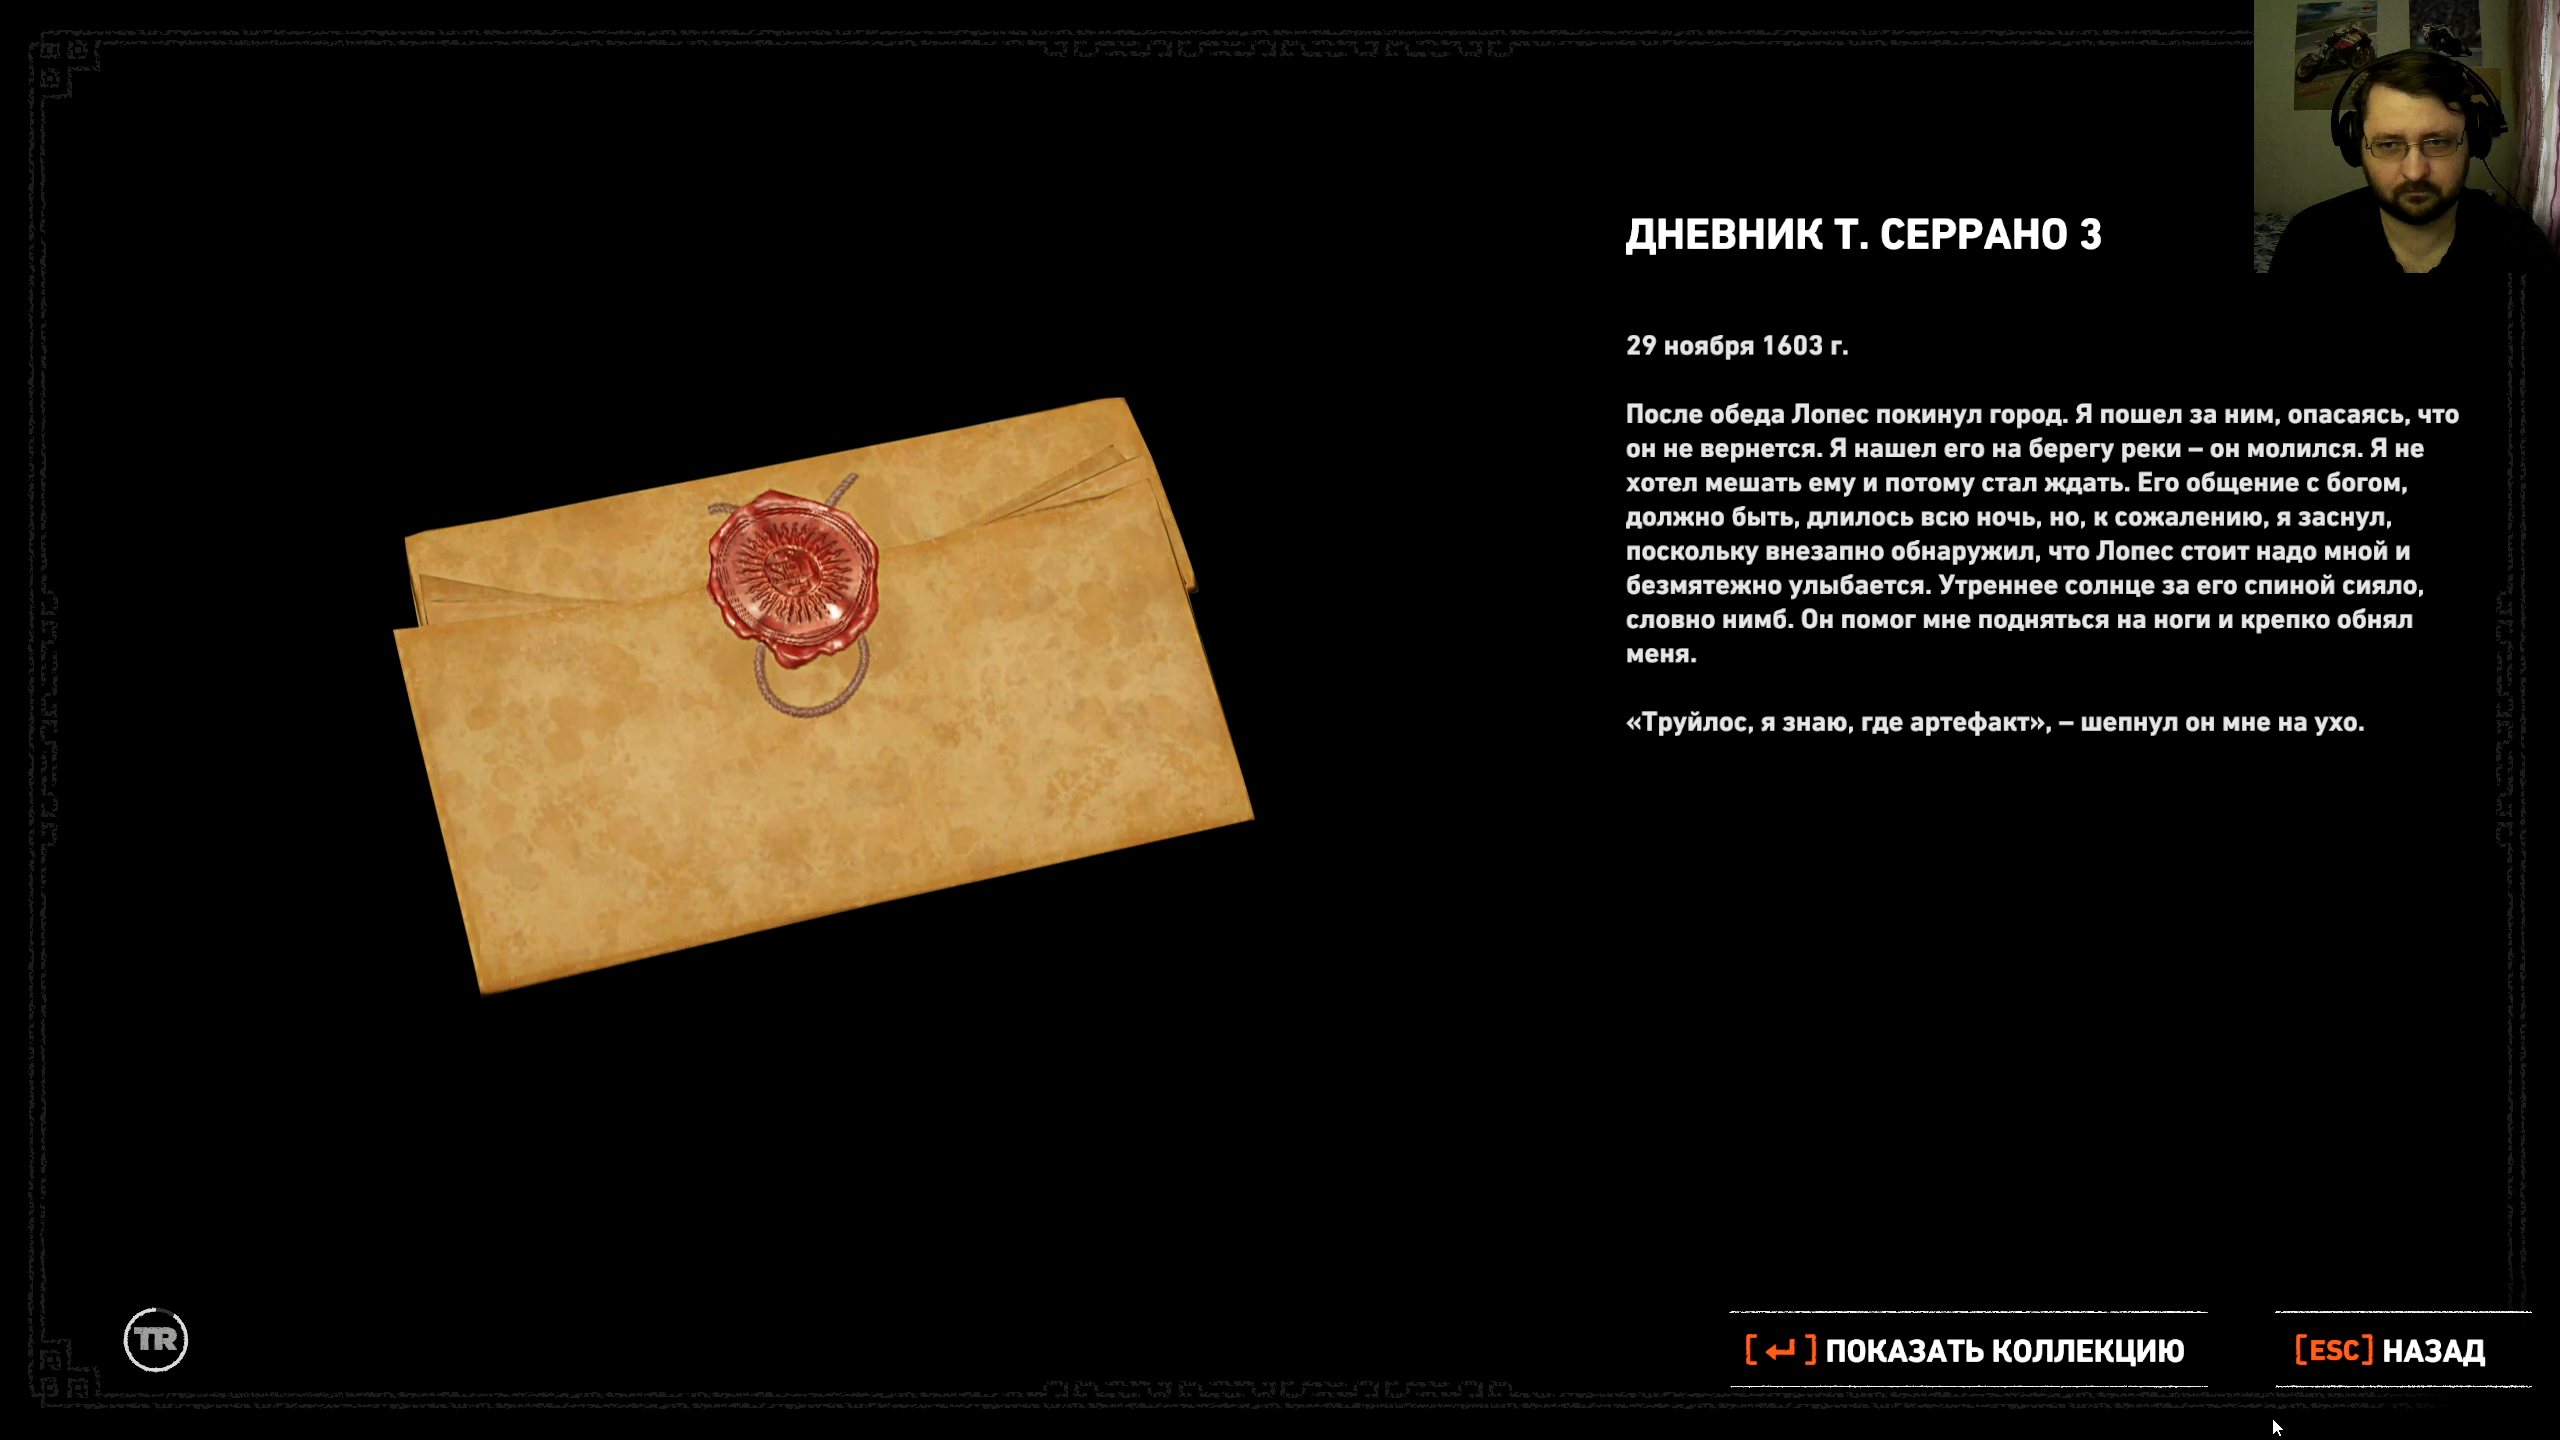 ДНЕВНИК Т. СЕРРАНО 3
29 ноября 1603 г.
После обеда Лопес покинул город. Я пошел за ним, опасаясь, что
он не вернется. Я нашел его на берегу реки – он молился. Я не
хотел мешать ему и потому стал ждать. Его общение с богом,
должно быть, длилось всю ночь, но, к сожалению, я заснул,
поскольку внезапно обнаружил, что Лопес стоит надо мной и
безмятежно улыбается. Утреннее солнце за его спиной сияло,
словно нимб. Он помог мне подняться на ноги и крепко обнял
меня.
«Труйлос, я знаю, где артефакт», – шепнул он мне на ухо.
TR
[↵] ПОКАЗАТЬ КОЛЛЕКЦИЮ
[ESC] НАЗАД